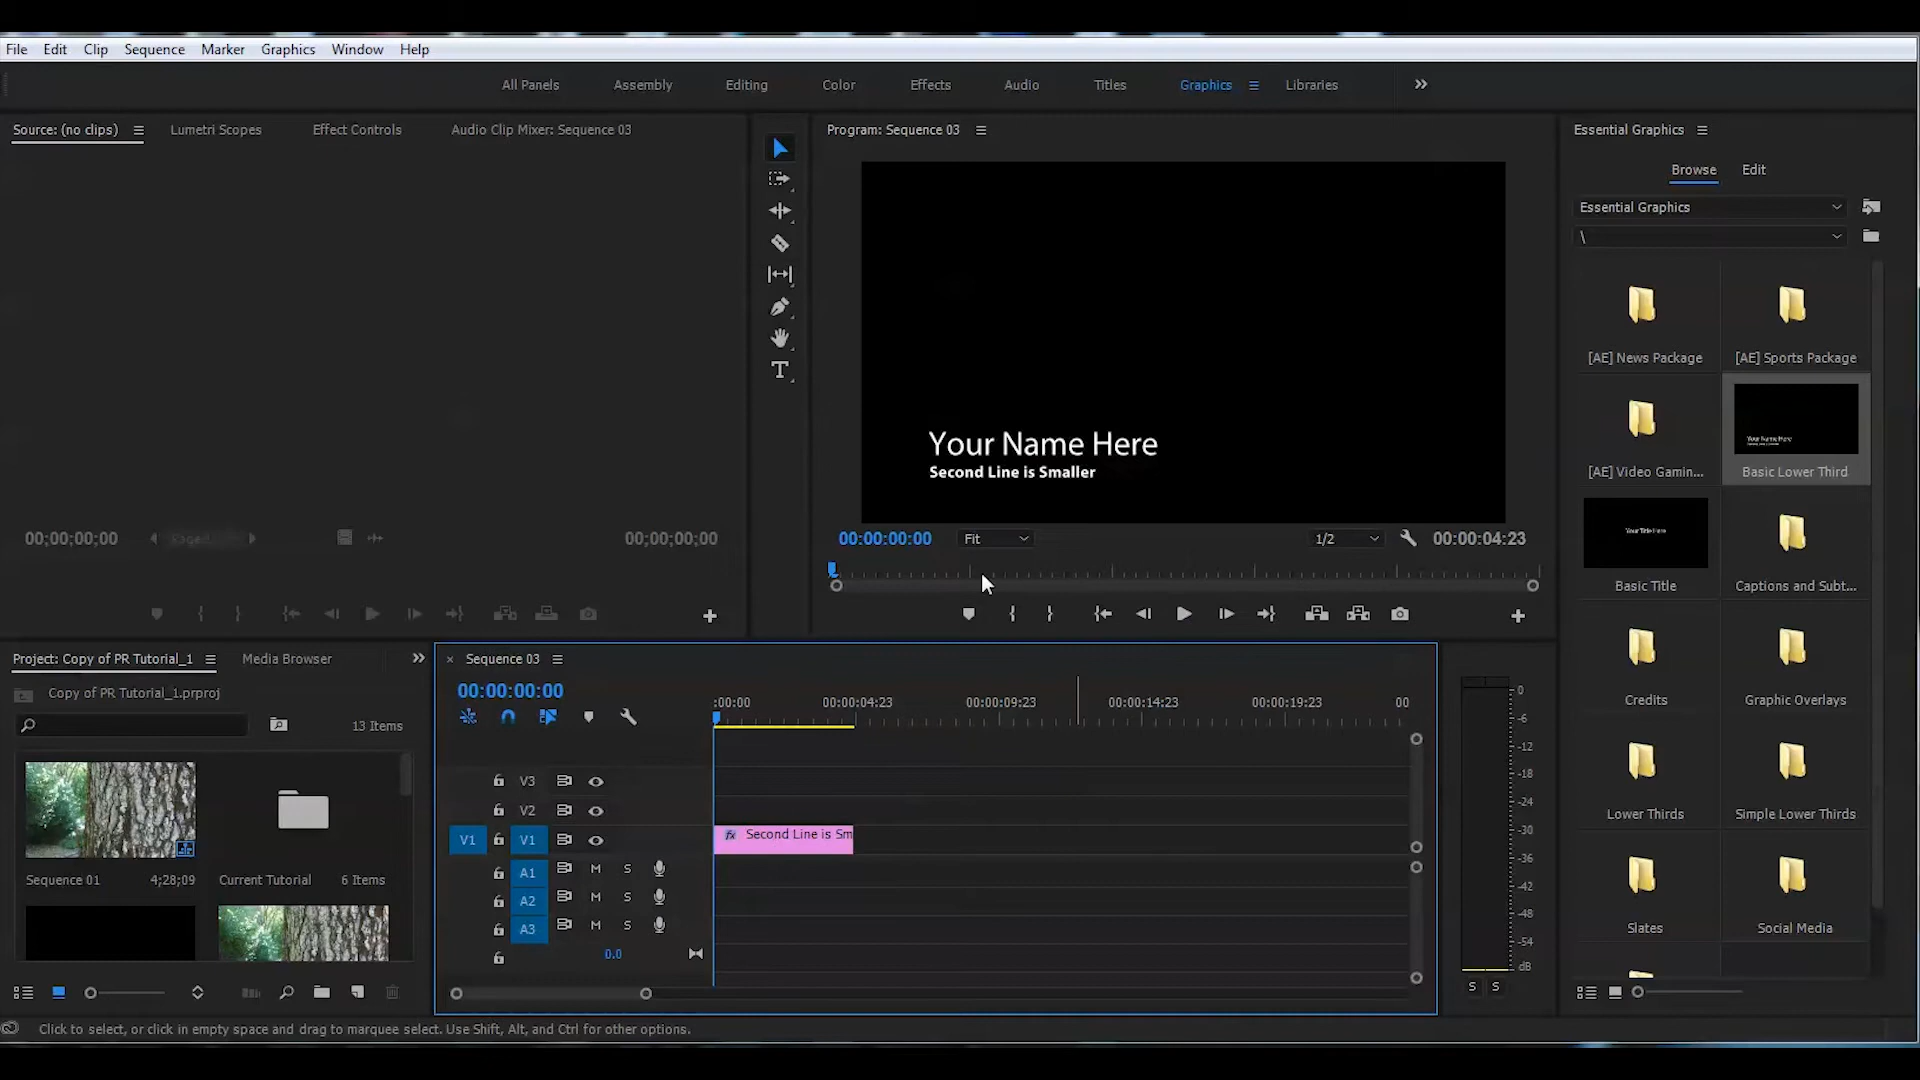 File Edit Clip Sequence Marker Graphics Window Help
All Panels Assembly Editing Color Effects Audio Titles Graphics Libraries
Source: (no clips) Lumetri Scopes Effect Controls Audio Clip Mixer: Sequence 03
Program: Sequence 03
Essential Graphics
Browse Edit
Essential Graphics
\
[AE] News Package [AE] Sports Package
Your Name Here
Second Line is Smaller
[AE] Video Gamin... Basic Lower Third
Your Name Here
Your Title Here
Basic Title Captions and Subt...
00;00;00;00 00;00;00;00
00:00:00:00 Fit 1/2 00:00:04:23
Credits Graphic Overlays
Lower Thirds Simple Lower Thirds
Slates Social Media
Project: Copy of PR Tutorial_1 Media Browser
Copy of PR Tutorial_1.prproj
13 Items
Sequence 01 4;28;09
Current Tutorial 6 Items
Sequence 03
00:00:00:00
:00:00 00:00:04:23 00:00:09:23 00:00:14:23 00:00:19:23 00
V3
V2
V1 V1 fx Second Line is Sm
A1 M S
A2 M S
A3 M S
0.0
0
-6
-12
-18
-24
-30
-36
-42
-48
-54
dB
S S
Click to select, or click in empty space and drag to marquee select. Use Shift, Alt, and Ctrl for other options.